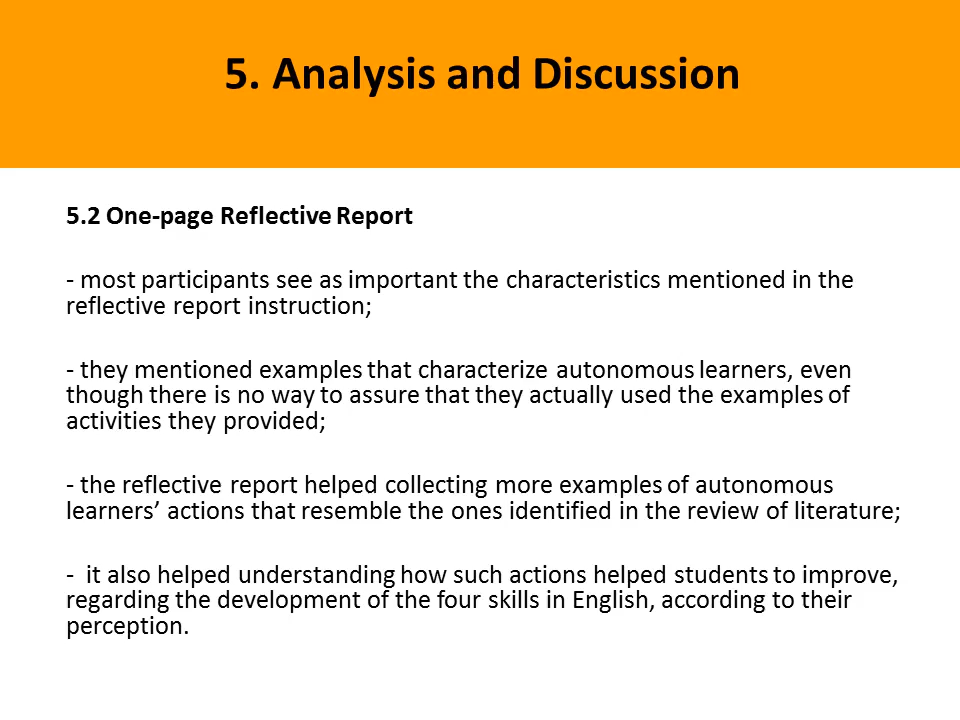 5. Analysis and Discussion
5.2 One-page Reflective Report
- most participants see as important the characteristics mentioned in the
reflective report instruction;
- they mentioned examples that characterize autonomous learners, even
though there is no way to assure that they actually used the examples of
activities they provided;
- the reflective report helped collecting more examples of autonomous
learners’ actions that resemble the ones identified in the review of literature;
-  it also helped understanding how such actions helped students to improve,
regarding the development of the four skills in English, according to their
perception.